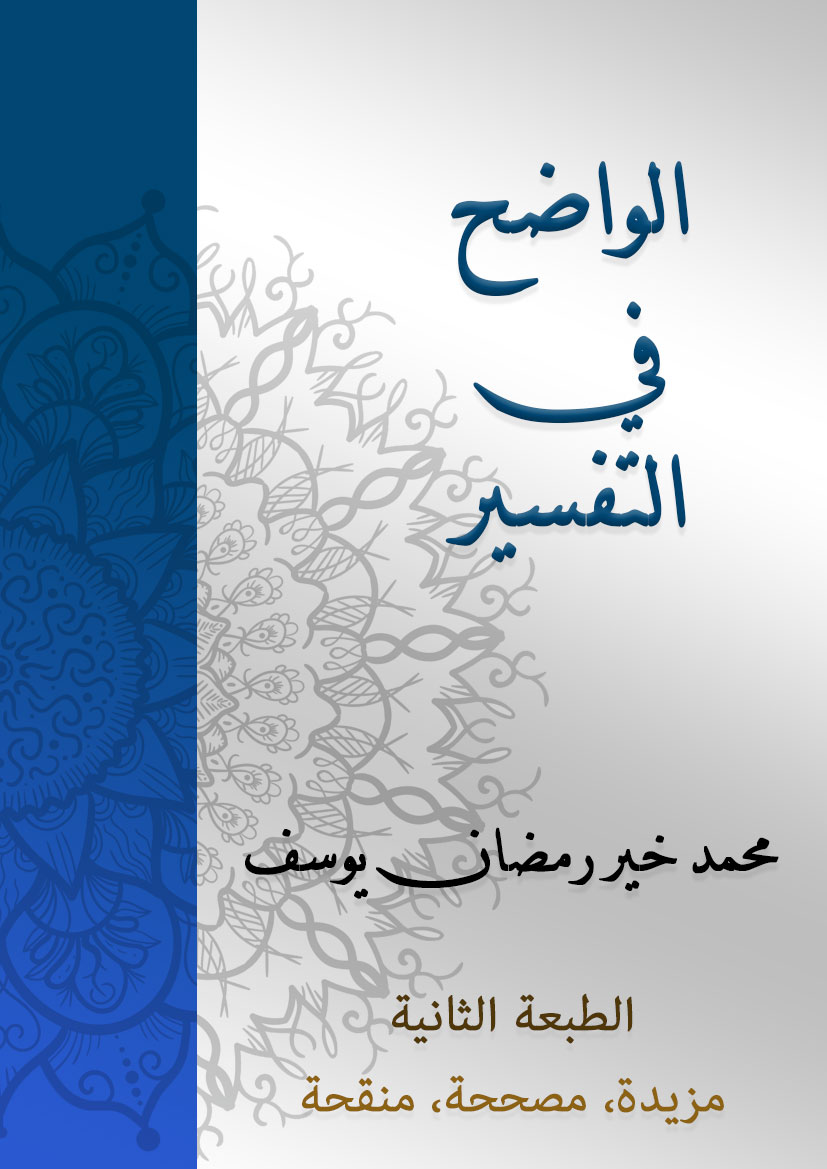 الواضح
في
التفسير
محمد خير رمضان يوسف
الطبعة الثانية
مزيدة، مصححة، منقحة